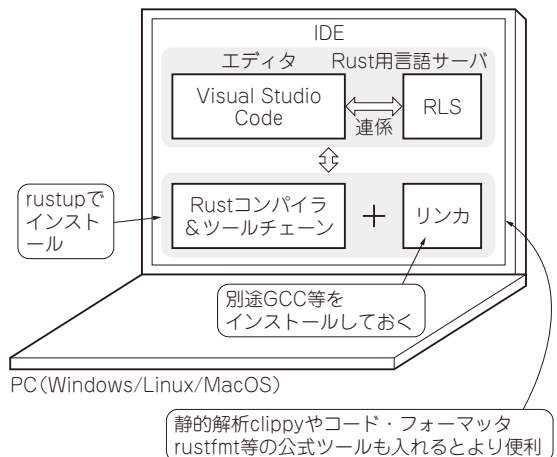 IDE
エディタ
Rust用言語サーバ
Visual Studio
Code
連係
RLS
rustupで
インスト
ール
Rustコンパイラ
&ツールチェーン
+
リンカ
別途GCC等を
インストールしておく
PC(Windows/Linux/MacOS)
静的解析clippyやコード・フォーマッタ
rustfmt等の公式ツールも入れるとより便利